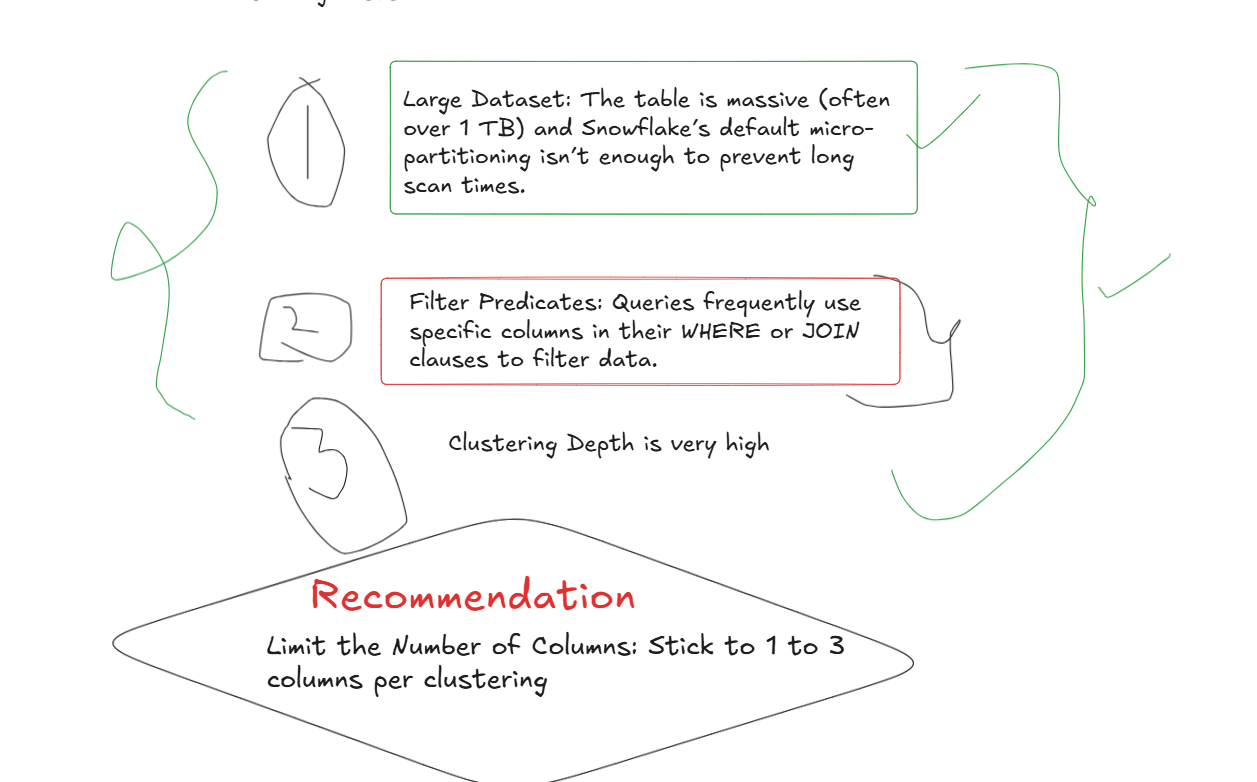 1
Large Dataset: The table is massive (often
over 1 TB) and Snowflake's default micro-
partitioning isn't enough to prevent long
scan times.
2
Filter Predicates: Queries frequently use
specific columns in their WHERE or JOIN
clauses to filter data.
3
Clustering Depth is very high
Recommendation
Limit the Number of Columns: Stick to 1 to 3
columns per clustering